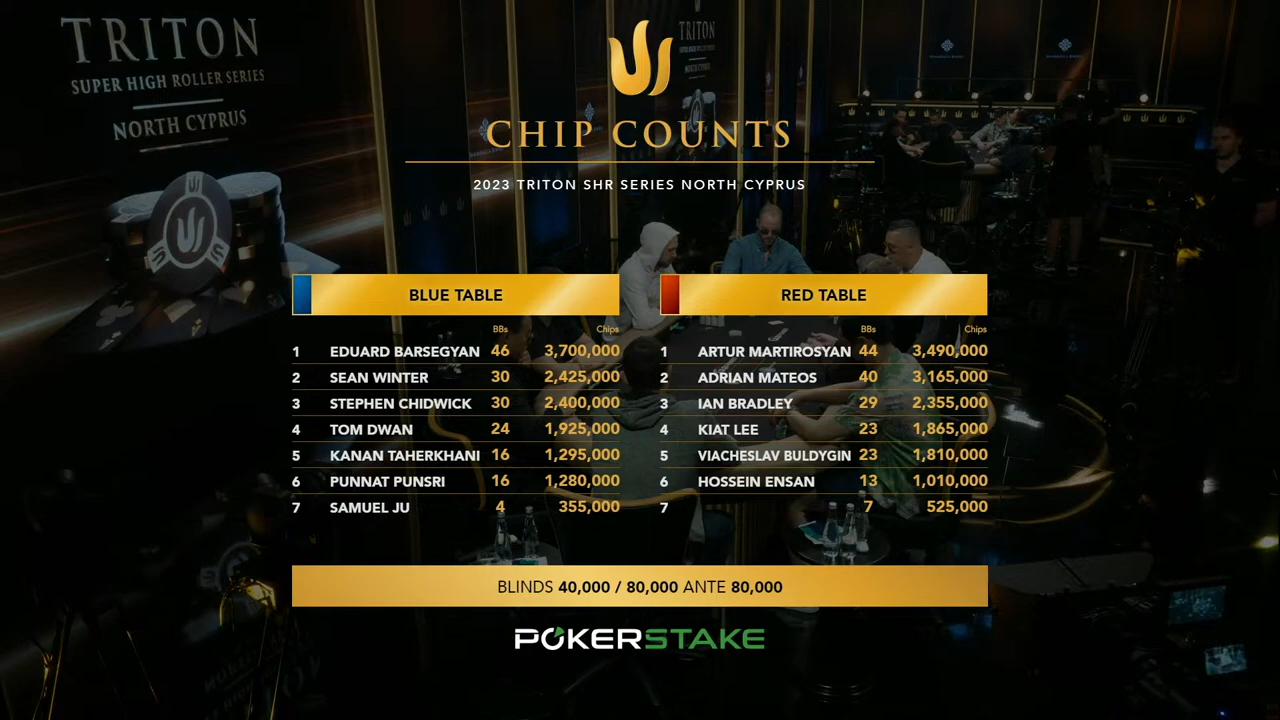 TRITON
SUPER HIGH ROLLER SERIES
NORTH CYPRUS
TRITON
CHIP COUNTS
2023 TRITON SHR SERIES NORTH CYPRUS
BLUE TABLE
BBs Chips
1 EDUARD BARSEGYAN 46 3,700,000
2 SEAN WINTER 30 2,425,000
3 STEPHEN CHIDWICK 30 2,400,000
4 TOM DWAN 24 1,925,000
5 KANAN TAHERKHANI 16 1,295,000
6 PUNNAT PUNSRI 16 1,280,000
7 SAMUEL JU 4 355,000
RED TABLE
BBs Chips
1 ARTUR MARTIROSYAN 44 3,490,000
2 ADRIAN MATEOS 40 3,165,000
3 IAN BRADLEY 29 2,355,000
4 KIAT LEE 23 1,865,000
5 VIACHESLAV BULDYGIN 23 1,810,000
6 HOSSEIN ENSAN 13 1,010,000
7 7 525,000
BLINDS 40,000 / 80,000 ANTE 80,000
POKERSTAKE